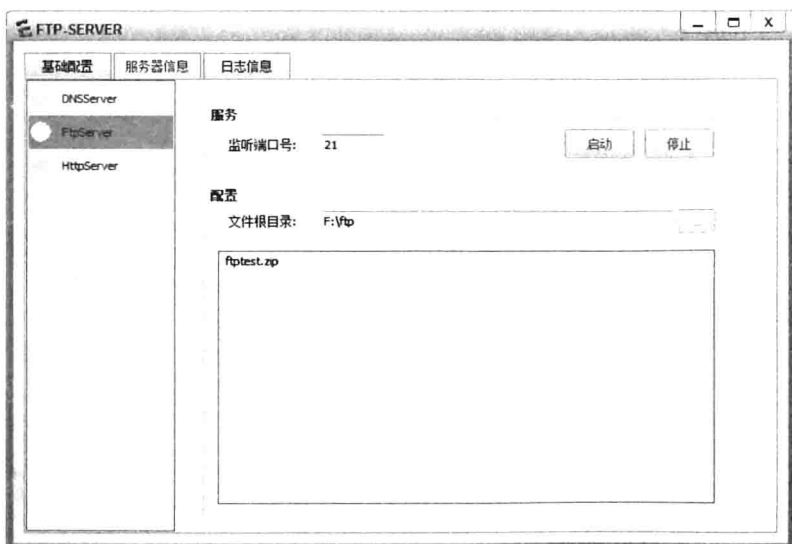 FTP-SERVER
基础配置 服务器信息 日志信息
DNSServer
FtpServer
HttpServer
服务
监听端口号: 21 启动 停止
配置
文件根目录: F:\ftp ...
ftptest.zip